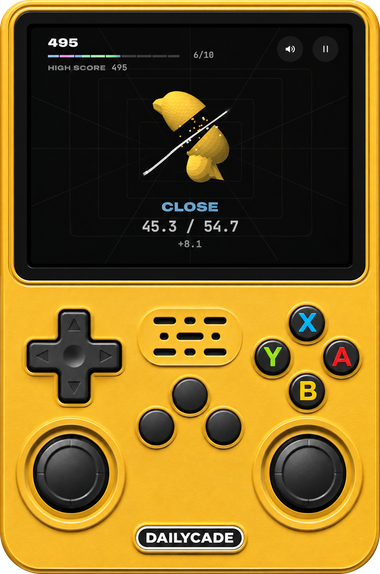 495
6/10
HIGH SCORE 495
CLOSE
45.3 / 54.7
+8.1
X
Y A
B
DAILYCADE